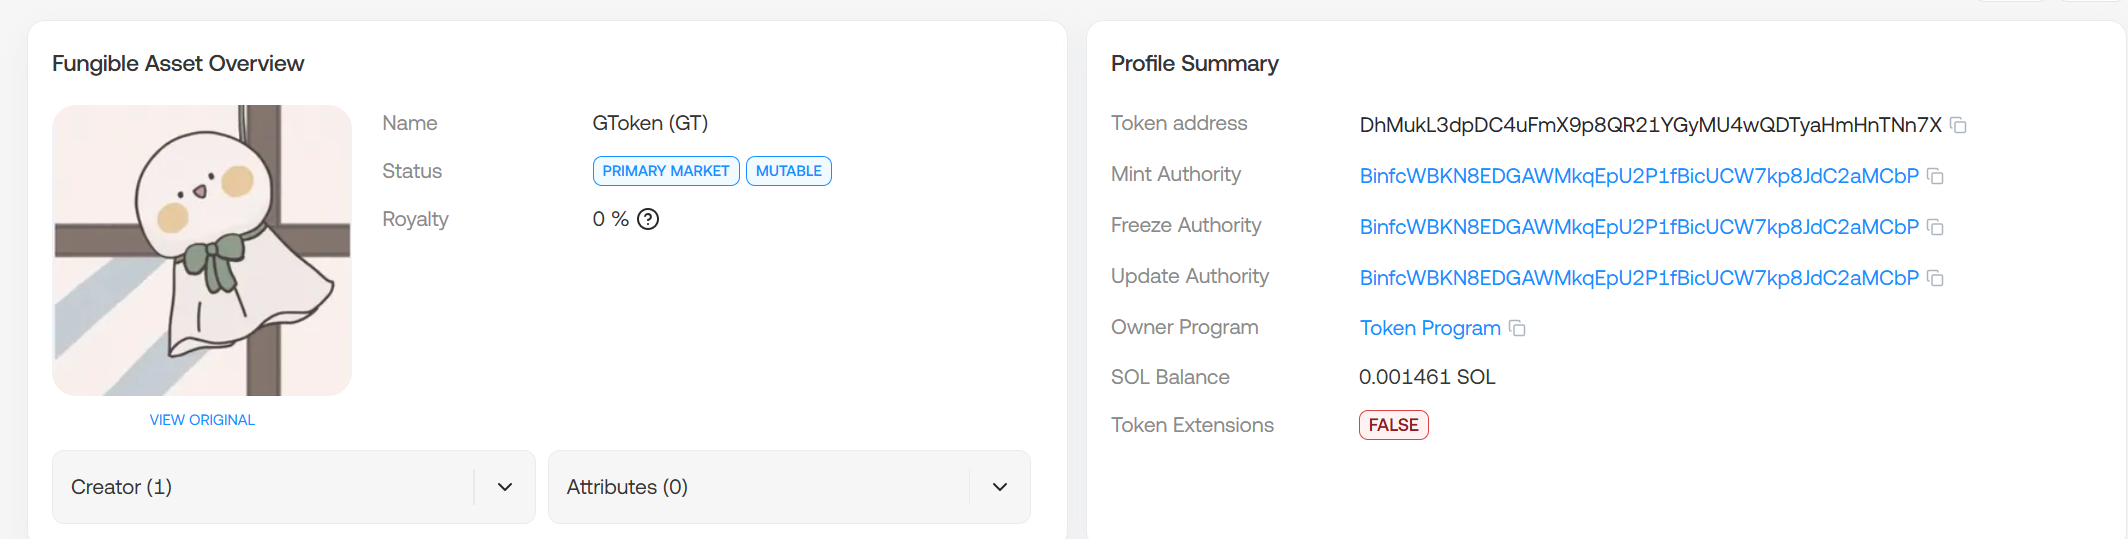 Fungible Asset Overview
Name GToken (GT)
Status PRIMARY MARKET MUTABLE
Royalty 0 % ?
VIEW ORIGINAL
Creator (1)
Attributes (0)
Profile Summary
Token address DhMukL3dpDC4uFmX9p8QR21YGyMU4wQDTyaHmHnTNn7X
Mint Authority BinfcWBKN8EDGAWMkqEpU2P1fBicUCW7kp8JdC2aMCbP
Freeze Authority BinfcWBKN8EDGAWMkqEpU2P1fBicUCW7kp8JdC2aMCbP
Update Authority BinfcWBKN8EDGAWMkqEpU2P1fBicUCW7kp8JdC2aMCbP
Owner Program Token Program
SOL Balance 0.001461 SOL
Token Extensions FALSE